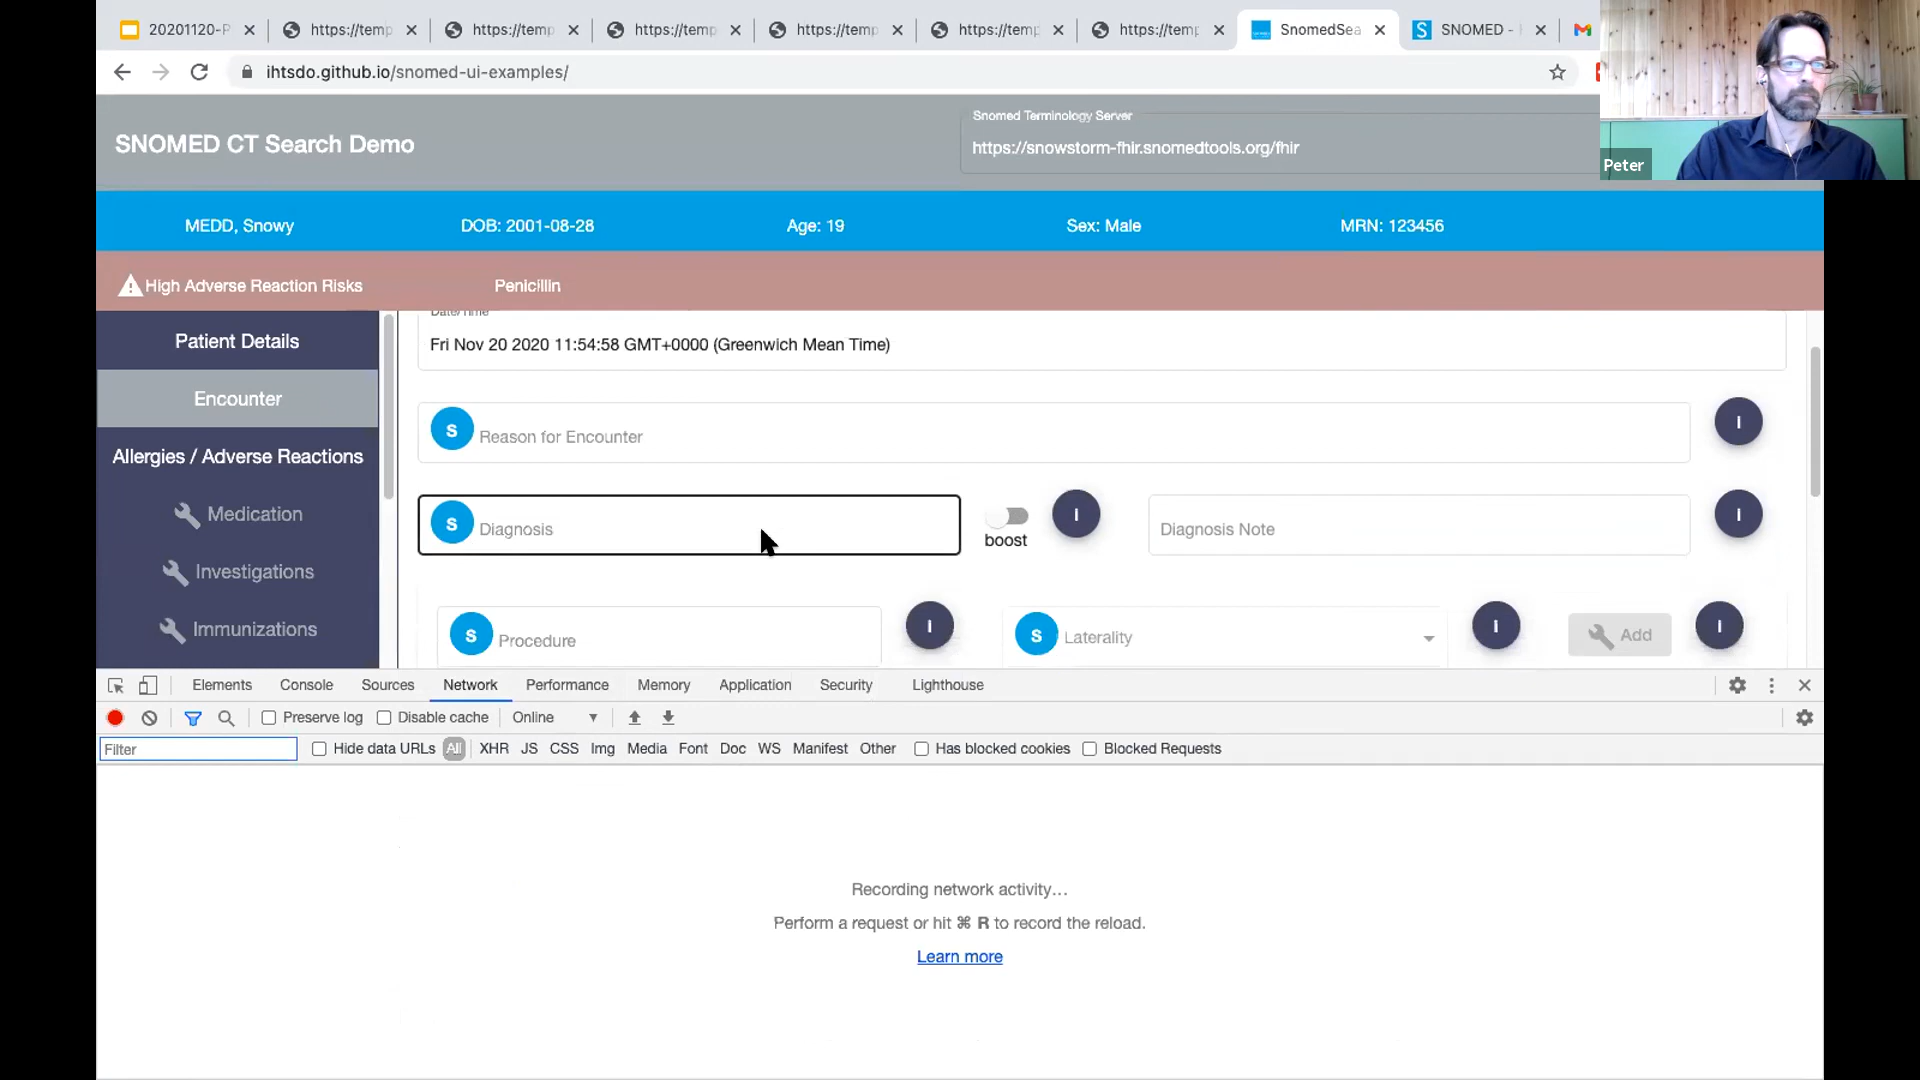 20201120-P
https://temp
https://temp
https://temp
https://temp
https://temp
https://temp
SnomedSea
SNOMED -
ihtsdo.github.io/snomed-ui-examples/
Peter
SNOMED CT Search Demo
Snomed Terminology Server
https://snowstorm-fhir.snomedtools.org/fhir
MEDD, Snowy
DOB: 2001-08-28
Age: 19
Sex: Male
MRN: 123456
High Adverse Reaction Risks
Penicillin
Patient Details
Encounter
Allergies / Adverse Reactions
Medication
Investigations
Immunizations
Date/Time
Fri Nov 20 2020 11:54:58 GMT+0000 (Greenwich Mean Time)
S Reason for Encounter
I
S Diagnosis
boost
I
Diagnosis Note
I
S Procedure
I
S Laterality
I
Add
I
Elements Console Sources Network Performance Memory Application Security Lighthouse
Preserve log Disable cache Online
Filter Hide data URLs All XHR JS CSS Img Media Font Doc WS Manifest Other Has blocked cookies Blocked Requests
Recording network activity…
Perform a request or hit ⌘ R to record the reload.
Learn more